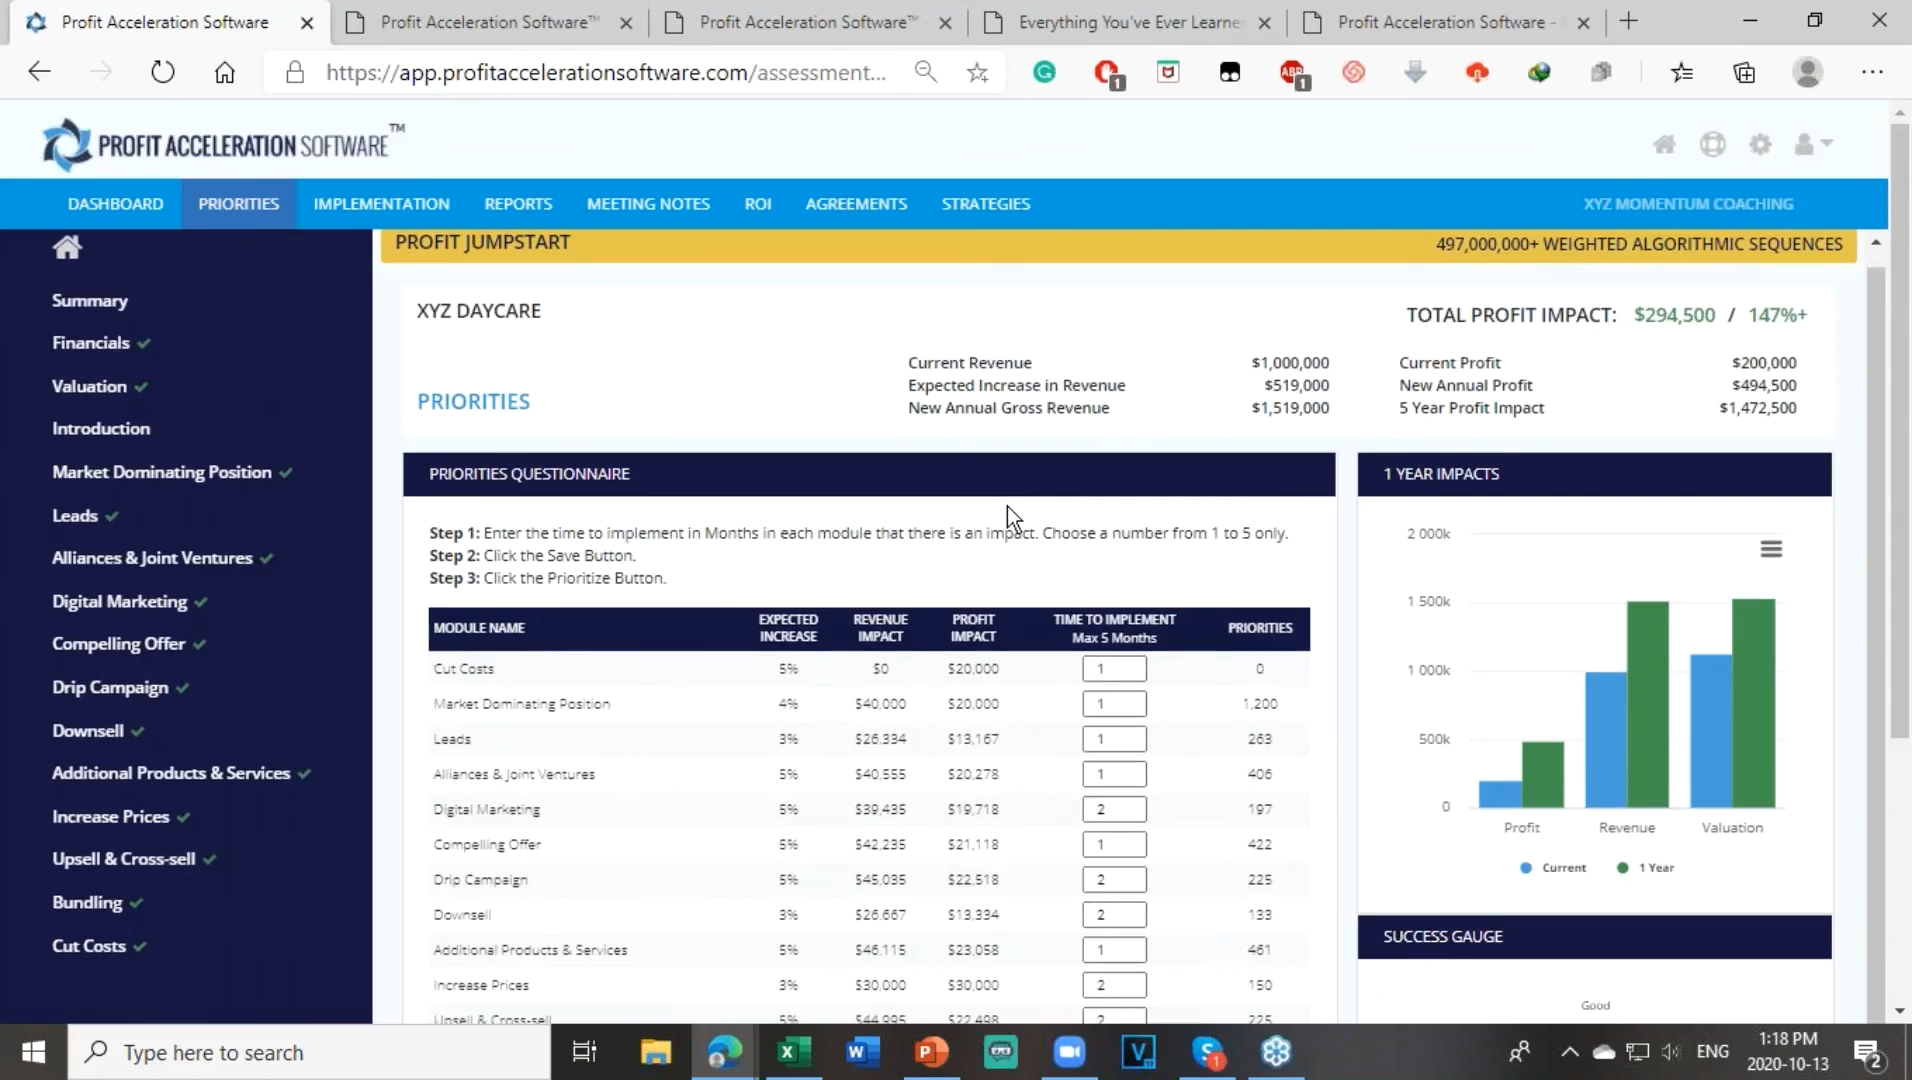 Profit Acceleration Software
Profit Acceleration Software™
Profit Acceleration Software™
Everything You've Ever Learne
Profit Acceleration Software -
https://app.profitaccelerationsoftware.com/assessment...
1
ABP
1
PROFIT ACCELERATION SOFTWARE™
DASHBOARD PRIORITIES IMPLEMENTATION REPORTS MEETING NOTES ROI AGREEMENTS STRATEGIES XYZ MOMENTUM COACHING
Summary
Financials
Valuation
Introduction
Market Dominating Position
Leads
Alliances & Joint Ventures
Digital Marketing
Compelling Offer
Drip Campaign
Downsell
Additional Products & Services
Increase Prices
Upsell & Cross-sell
Bundling
Cut Costs
PROFIT JUMPSTART 497,000,000+ WEIGHTED ALGORITHMIC SEQUENCES
XYZ DAYCARE
TOTAL PROFIT IMPACT: $294,500 / 147%+
PRIORITIES
Current Revenue $1,000,000
Expected Increase in Revenue $519,000
New Annual Gross Revenue $1,519,000
Current Profit $200,000
New Annual Profit $494,500
5 Year Profit Impact $1,472,500
PRIORITIES QUESTIONNAIRE
Step 1: Enter the time to implement in Months in each module that there is an impact. Choose a number from 1 to 5 only.
Step 2: Click the Save Button.
Step 3: Click the Prioritize Button.
MODULE NAME EXPECTED INCREASE REVENUE IMPACT PROFIT IMPACT TIME TO IMPLEMENT Max 5 Months PRIORITIES
Cut Costs 5% $0 $20,000 1 0
Market Dominating Position 4% $40,000 $20,000 1 1,200
Leads 3% $26,334 $13,167 1 263
Alliances & Joint Ventures 5% $40,555 $20,278 1 406
Digital Marketing 5% $39,435 $19,718 2 197
Compelling Offer 5% $42,235 $21,118 1 422
Drip Campaign 5% $45,035 $22,518 2 225
Downsell 3% $26,667 $13,334 2 133
Additional Products & Services 5% $46,115 $23,058 1 461
Increase Prices 3% $30,000 $30,000 2 150
Upsell & Cross-sell 5% $44,995 $22,498 2 225
1 YEAR IMPACTS
2 000k
1 500k
1 000k
500k
0
Profit Revenue Valuation
Current 1 Year
SUCCESS GAUGE
Good
Type here to search
1
ENG
1:18 PM
2020-10-13
2